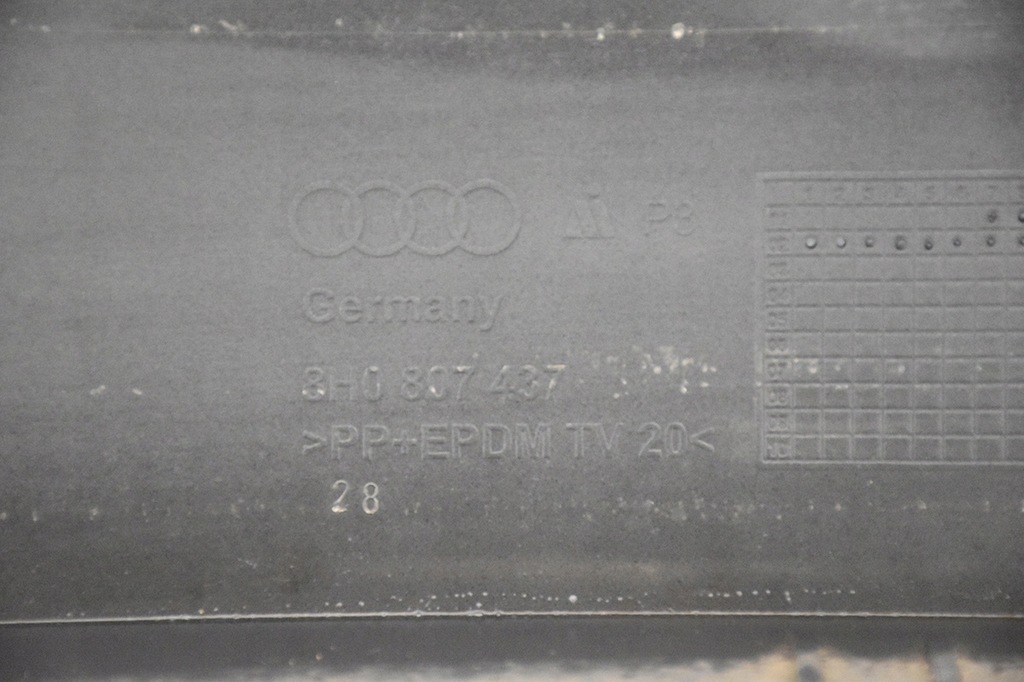 P3
Germany
8H0 807 437
>PP+EPDM TV 20<
28